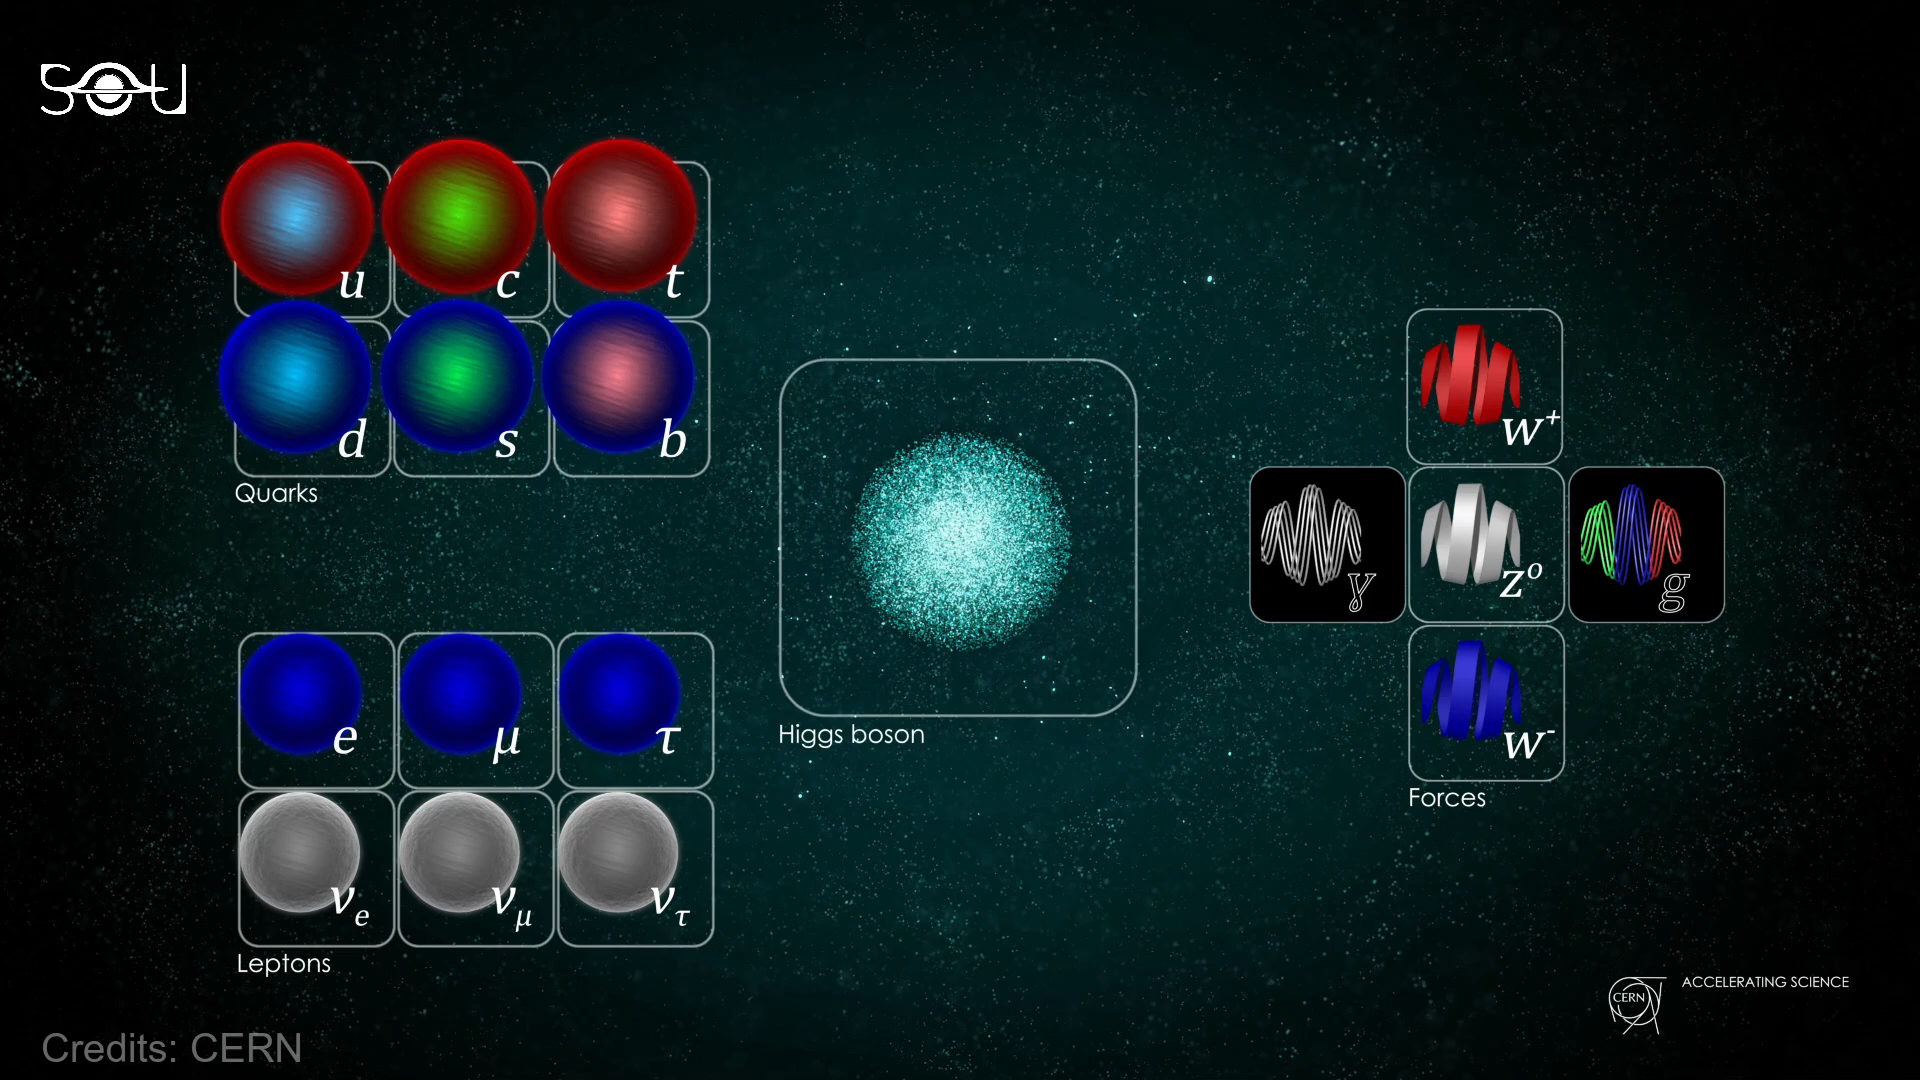 SOU
u c t
d s b
Quarks
e μ τ
νe νμ ντ
Leptons
Higgs boson
W+
γ Z0 g
W-
Forces
CERN
ACCELERATING SCIENCE
Credits: CERN